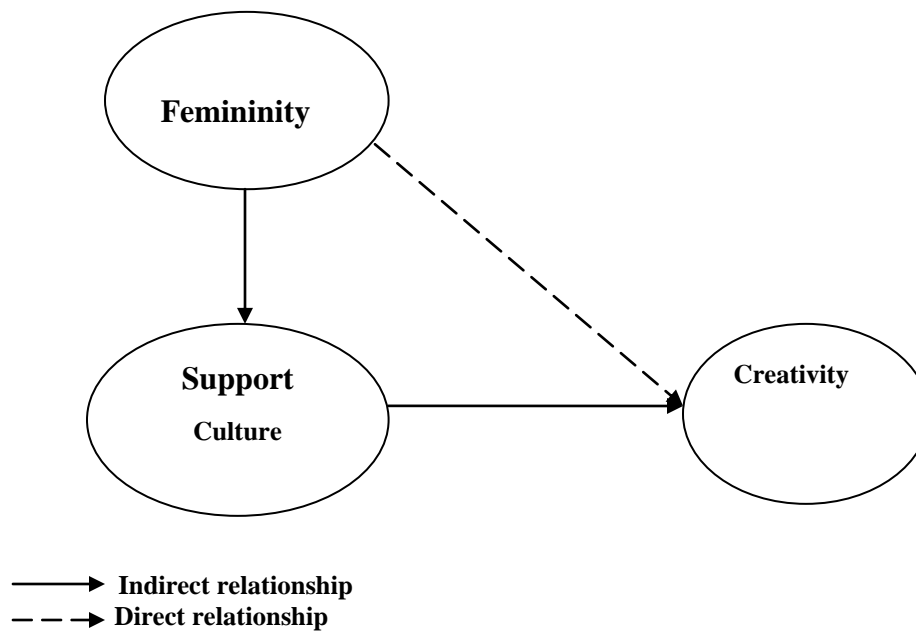 Femininity
Support
Culture
Creativity
Indirect relationship
Direct relationship